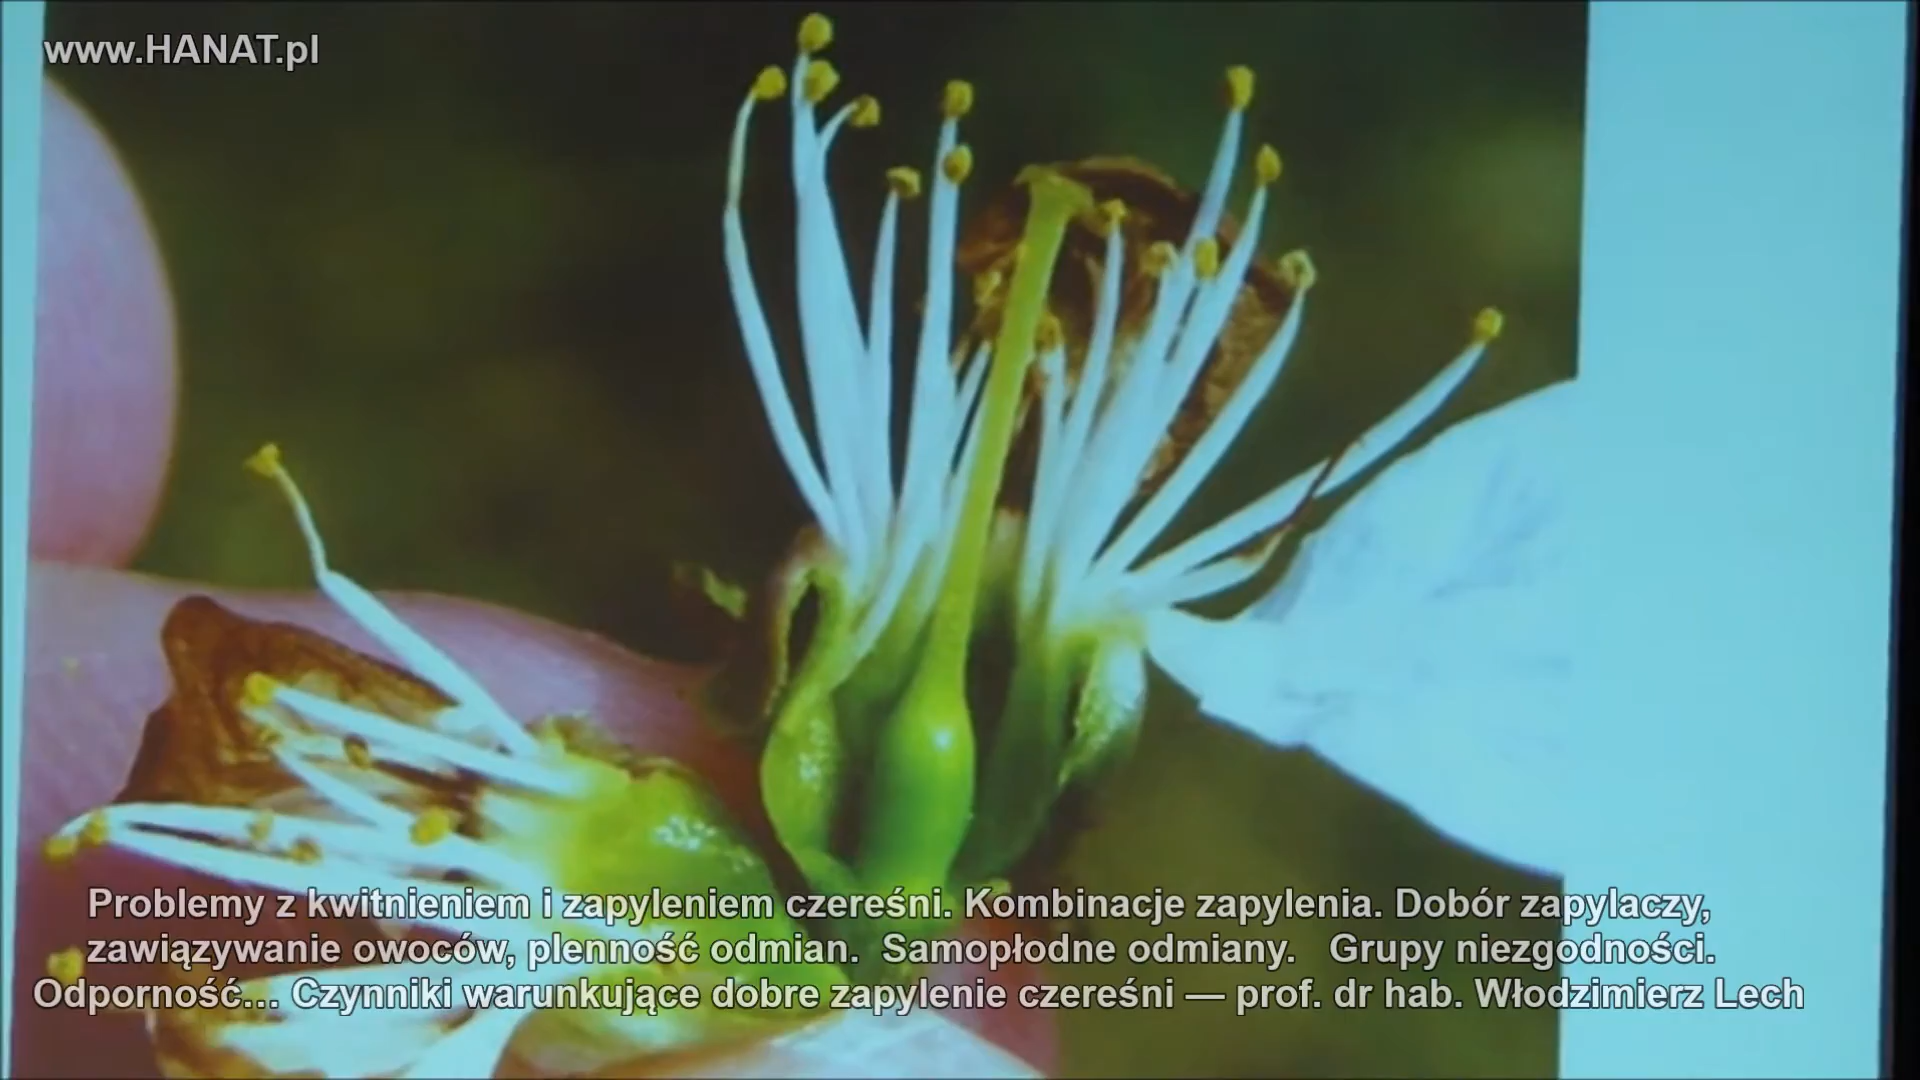 www.HANAT.pl
Problemy z kwitnieniem i zapyleniem czereśni. Kombinacje zapylenia. Dobór zapylaczy,
zawiązywanie owoców, plenność odmian. Samopłodne odmiany. Grupy niezgodności.
Odporność... Czynniki warunkujące dobre zapylenie czereśni — prof. dr hab. Włodzimierz Lech